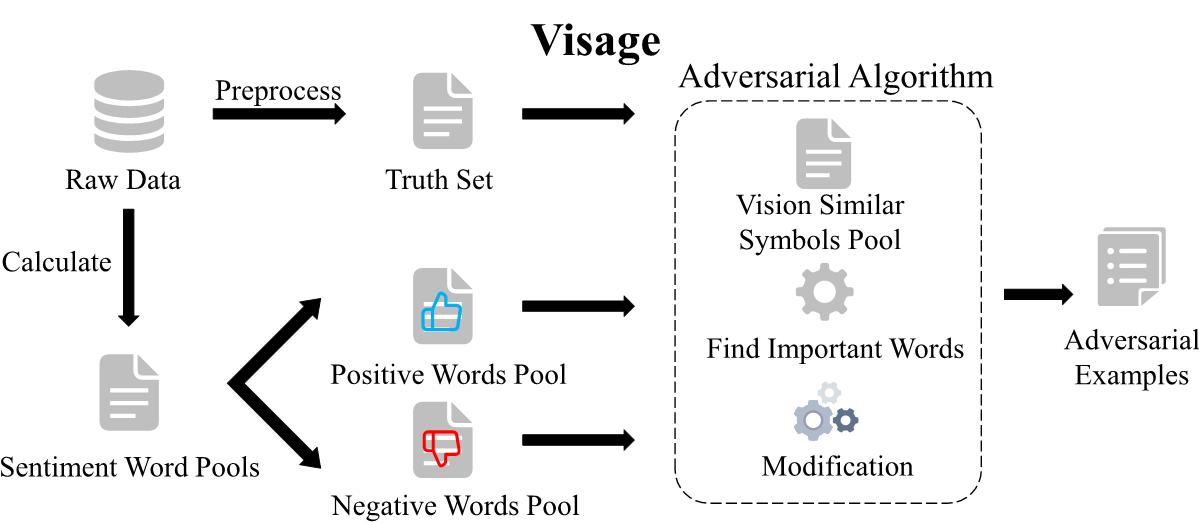 Visage
Adversarial Algorithm
Preprocess
Raw Data
Truth Set
Vision Similar
Symbols Pool
Calculate
Find Important Words
Adversarial
Examples
Positive Words Pool
Sentiment Word Pools
Modification
Negative Words Pool